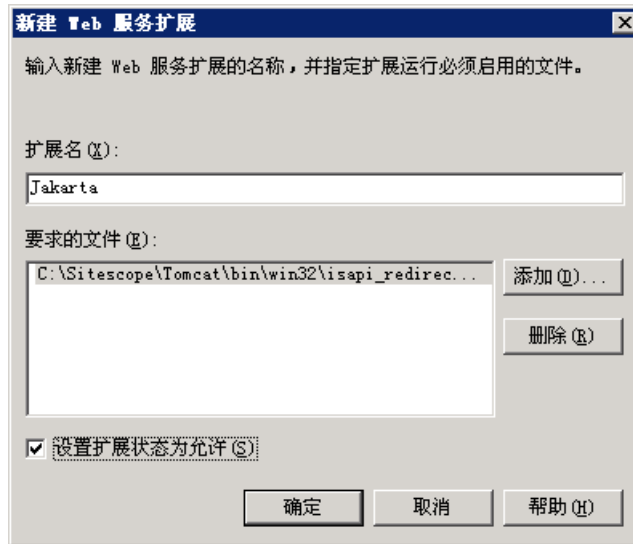 新建 Web 服务扩展
输入新建 Web 服务扩展的名称，并指定扩展运行必须启用的文件。
扩展名(X):
Jakarta
要求的文件(E):
C:\Sitescope\Tomcat\bin\win32\isapi_redirec...
添加(D)...
删除(R)
设置扩展状态为允许(S)
确定
取消
帮助(H)